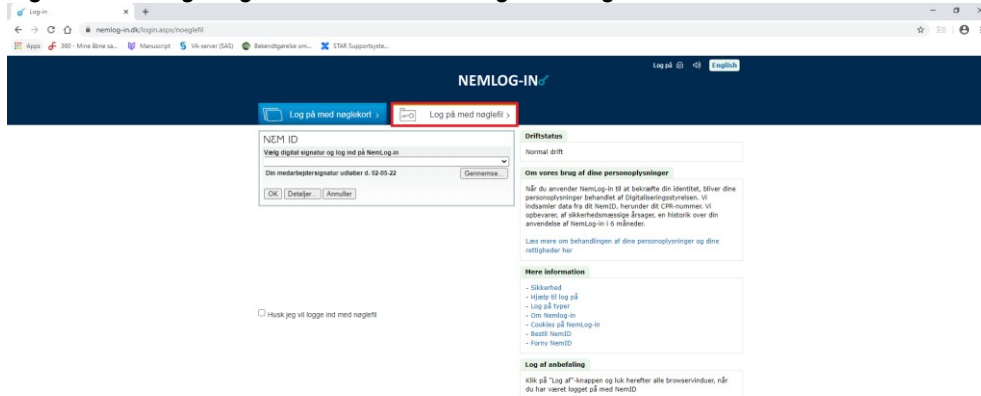 Log-in
nemlog-in.dk/login.aspx/noeglefil
Apps
380 - Mine åbne sa...
Manuscript
VA-server (SAS)
Bekendtgørelse om...
STAR Supportsyste...
Log på
English
NEMLOG-IN
Log på med nøglekort >
Log på med nøglefil >
NEM ID
Vælg digital signatur og log ind på NemLog-in
Din medarbejdersignatur udløber d. 02-05-22
Gennemse...
OK
Detaljer...
Annuller
Husk jeg vil logge ind med nøglefil
Driftstatus
Normal drift
Om vores brug af dine personoplysninger
Når du anvender NemLog-in til at bekræfte din identitet, bliver dine
personoplysninger behandlet af Digitaliseringsstyrelsen. Vi
indsamler data fra dit NemID, herunder dit CPR-nummer. Vi
opbevarer, af sikkerhedsmæssige årsager, en historik over din
anvendelse af NemLog-in i 6 måneder.
Læs mere om behandlingen af dine personoplysninger og dine
rettigheder her
Mere information
- Sikkerhed
- Hjælp til log på
- Log på typer
- Om Nemlog-in
- Cookies på NemLog-in
- Bestil NemID
- Forny NemID
Log af anbefaling
Klik på "Log af"-knappen og luk herefter alle browservinduer, når
du har været logget på med NemID